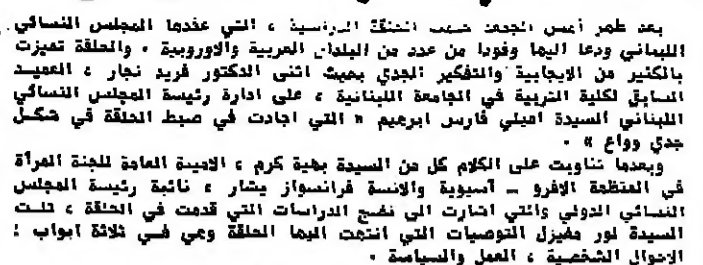 بعد ظهر أمس الجمعة ختمت الحلقة الدراسية ، التي عقدها المجلس النسائي
اللبناني ودعا اليها وفودا من عدد من البلدان العربية والاوروبية . والحلقة تميزت
بالكثير من الايجابية والتفكير الجدي بحيث اثنى الدكتور فريد نجار ، العميد
السابق لكلية التربية في الجامعة اللبنانية ، على ادارة رئيسة المجلس النسائي
اللبناني السيدة اميلي فارس ابرهيم « التي اجادت في ضبط الحلقة في شكل
جدي وواع » .
وبعدما تناوبت على الكلام كل من السيدة بهية كرم ، الامينة العامة للجنة المرأة
في المنظمة الافرو - آسيوية والانسة فرانسواز بشار ، نائبة رئيسة المجلس
النسائي الدولي والتي اشارت الى نضج الدراسات التي قدمت في الحلقة ، تلت
السيدة لور مغيزل التوصيات التي انتهت اليها الحلقة وهي في ثلاثة ابواب :
الاحوال الشخصية ، العمل والسياسة .